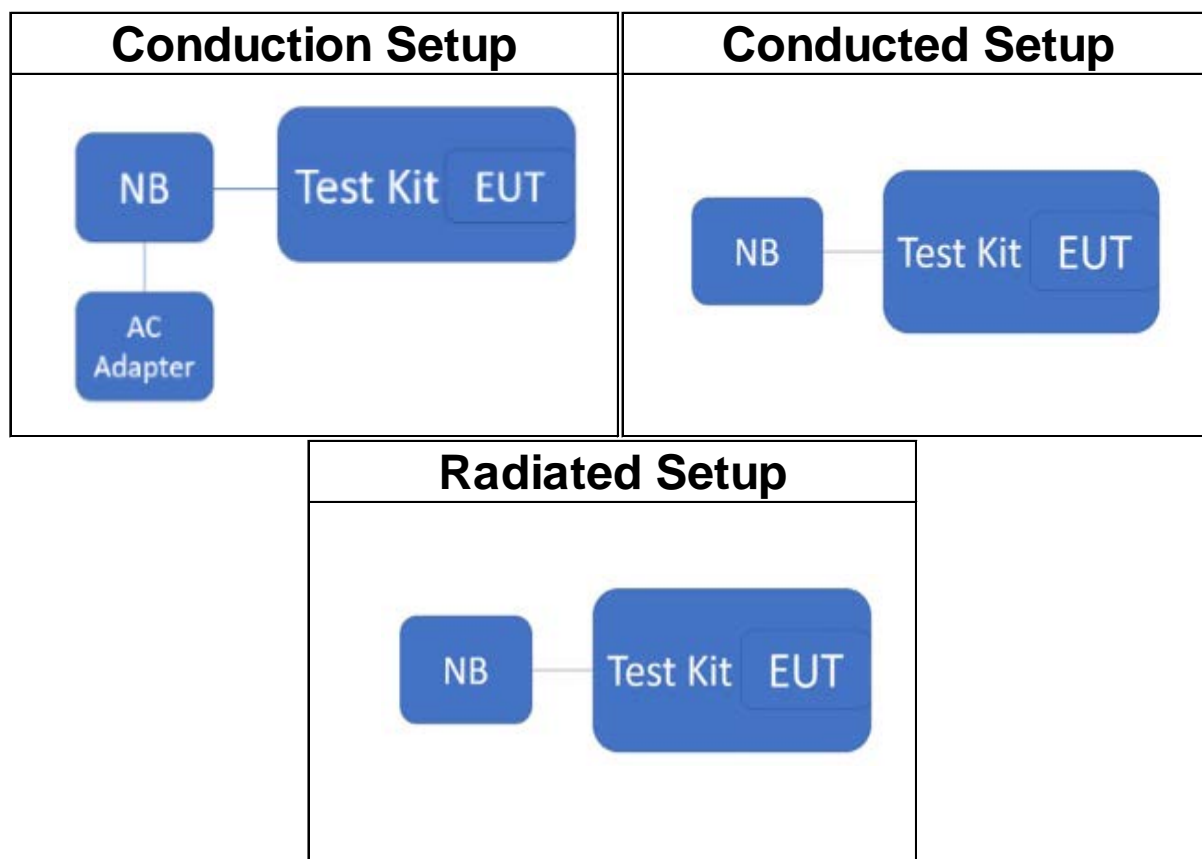 Conduction Setup
NB
Test Kit
EUT
AC
Adapter
Conducted Setup
NB
Test Kit
EUT
Radiated Setup
NB
Test Kit
EUT